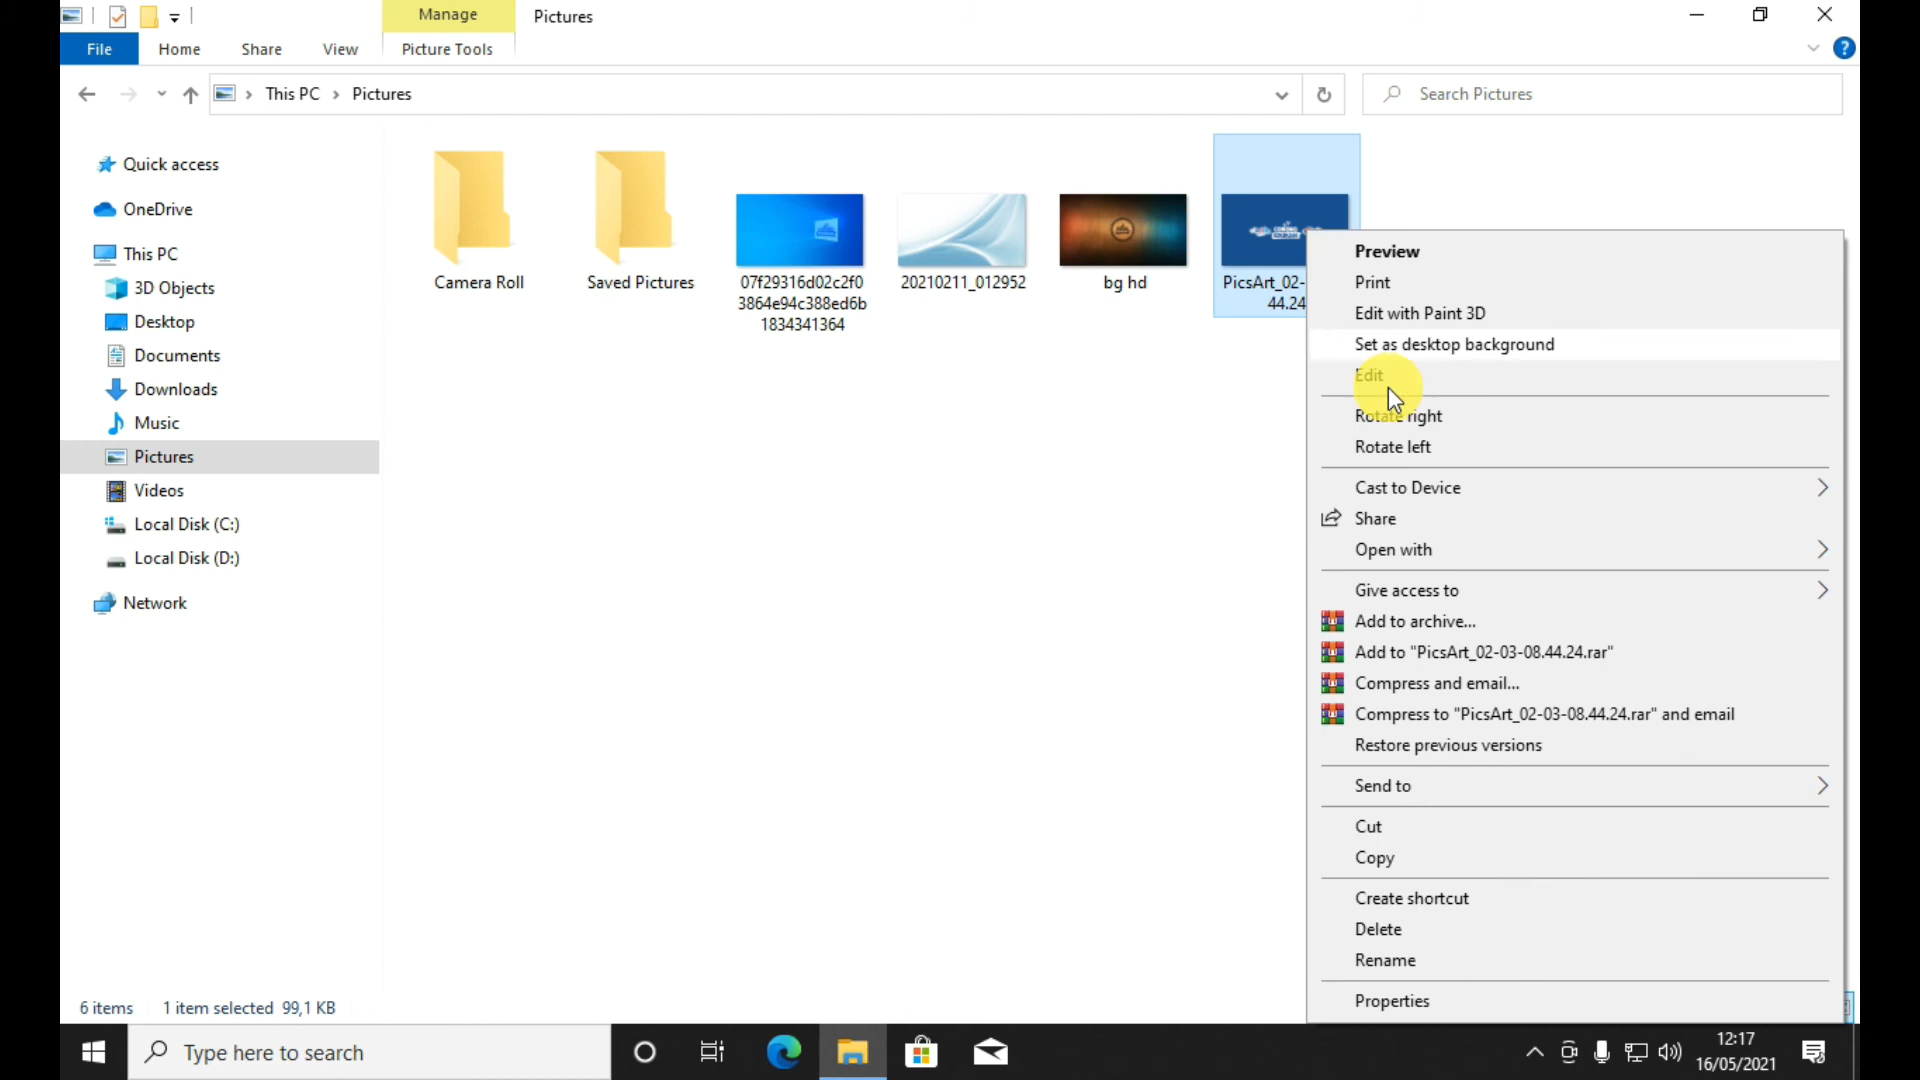 Manage
Pictures
File
Home
Share
View
Picture Tools
This PC
Pictures
Search Pictures
Quick access
OneDrive
This PC
3D Objects
Desktop
Documents
Downloads
Music
Pictures
Videos
Local Disk (C:)
Local Disk (D:)
Network
Camera Roll
Saved Pictures
07f29316d02c2f0
3864e94c388ed6b
1834341364
20210211_012952
bg hd
PicsArt_02-
44.24
Preview
Print
Edit with Paint 3D
Set as desktop background
Edit
Rotate right
Rotate left
Cast to Device
Share
Open with
Give access to
Add to archive...
Add to "PicsArt_02-03-08.44.24.rar"
Compress and email...
Compress to "PicsArt_02-03-08.44.24.rar" and email
Restore previous versions
Send to
Cut
Copy
Create shortcut
Delete
Rename
Properties
6 items
1 item selected 99,1 KB
Type here to search
12:17
16/05/2021